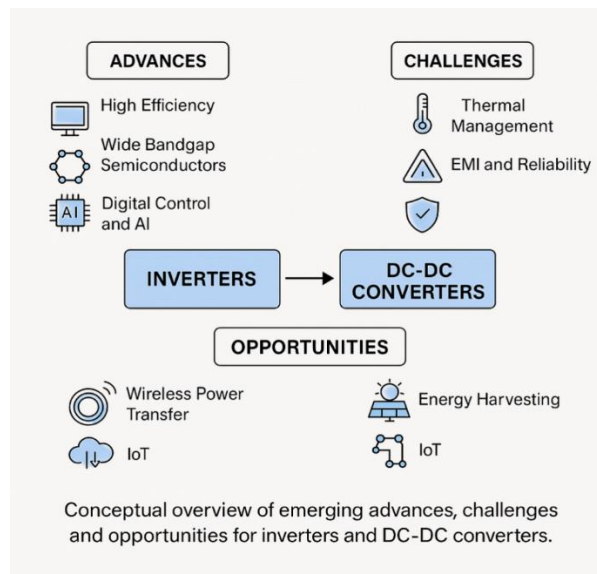 ADVANCES
High Efficiency
Wide Bandgap
Semiconductors
AI
Digital Control
and AI
CHALLENGES
Thermal
Management
EMI and Reliability
INVERTERS
DC-DC
CONVERTERS
OPPORTUNITIES
Wireless Power
Transfer
IoT
Energy Harvesting
IoT
Conceptual overview of emerging advances, challenges
and opportunities for inverters and DC-DC converters.